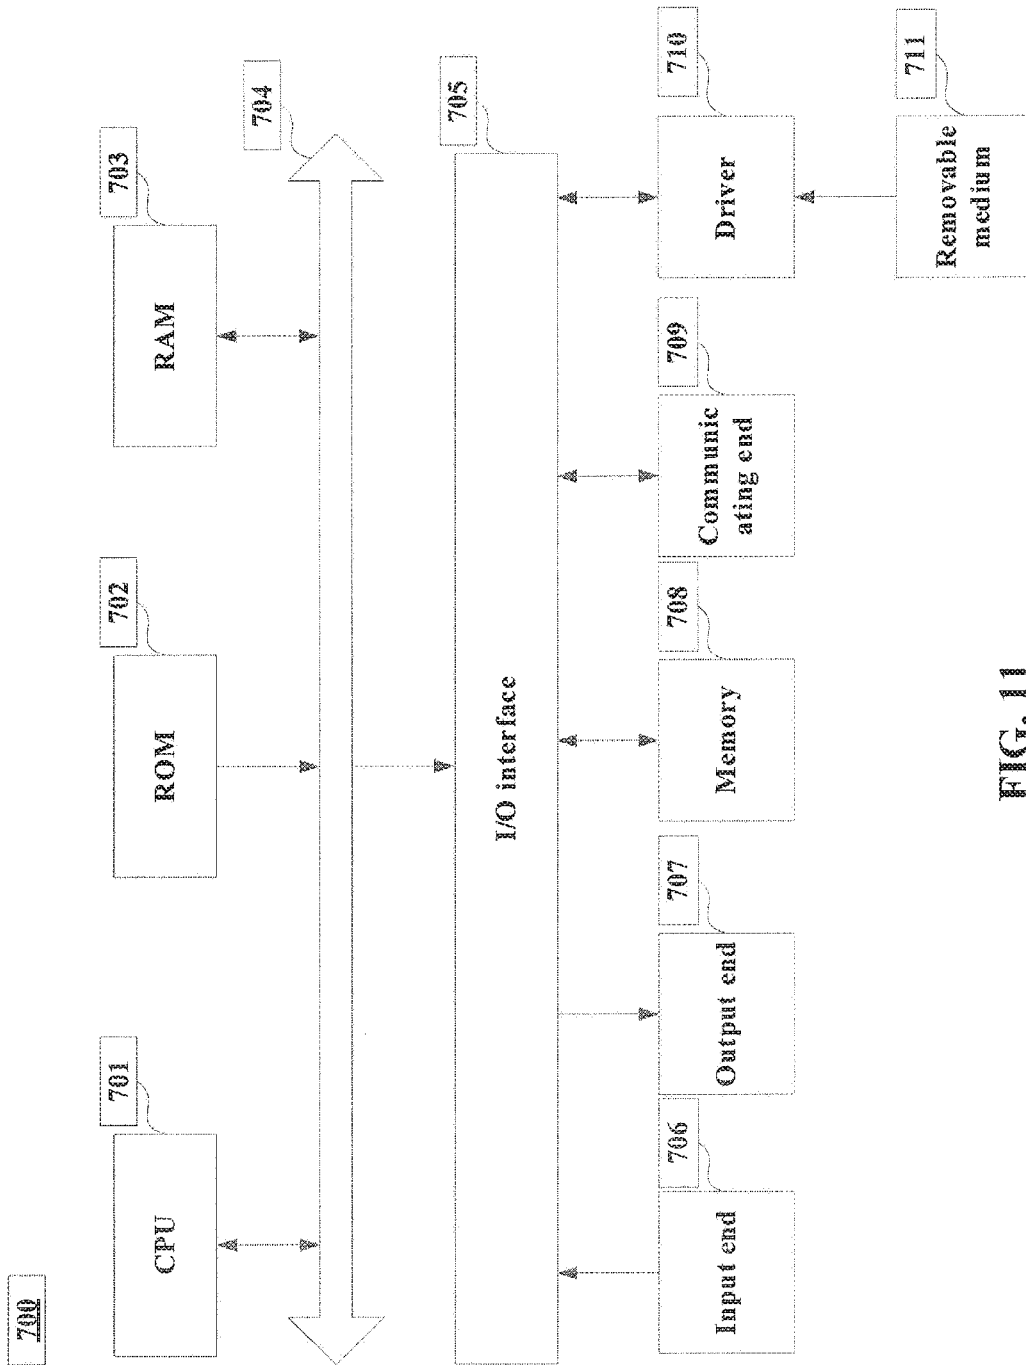 700
701
702
703
CPU
ROM
RAM
704
705
I/O interface
706
707
708
709
710
Input end
Output end
Memory
Communic
ating end
Driver
711
Removable
medium
FIG. 11